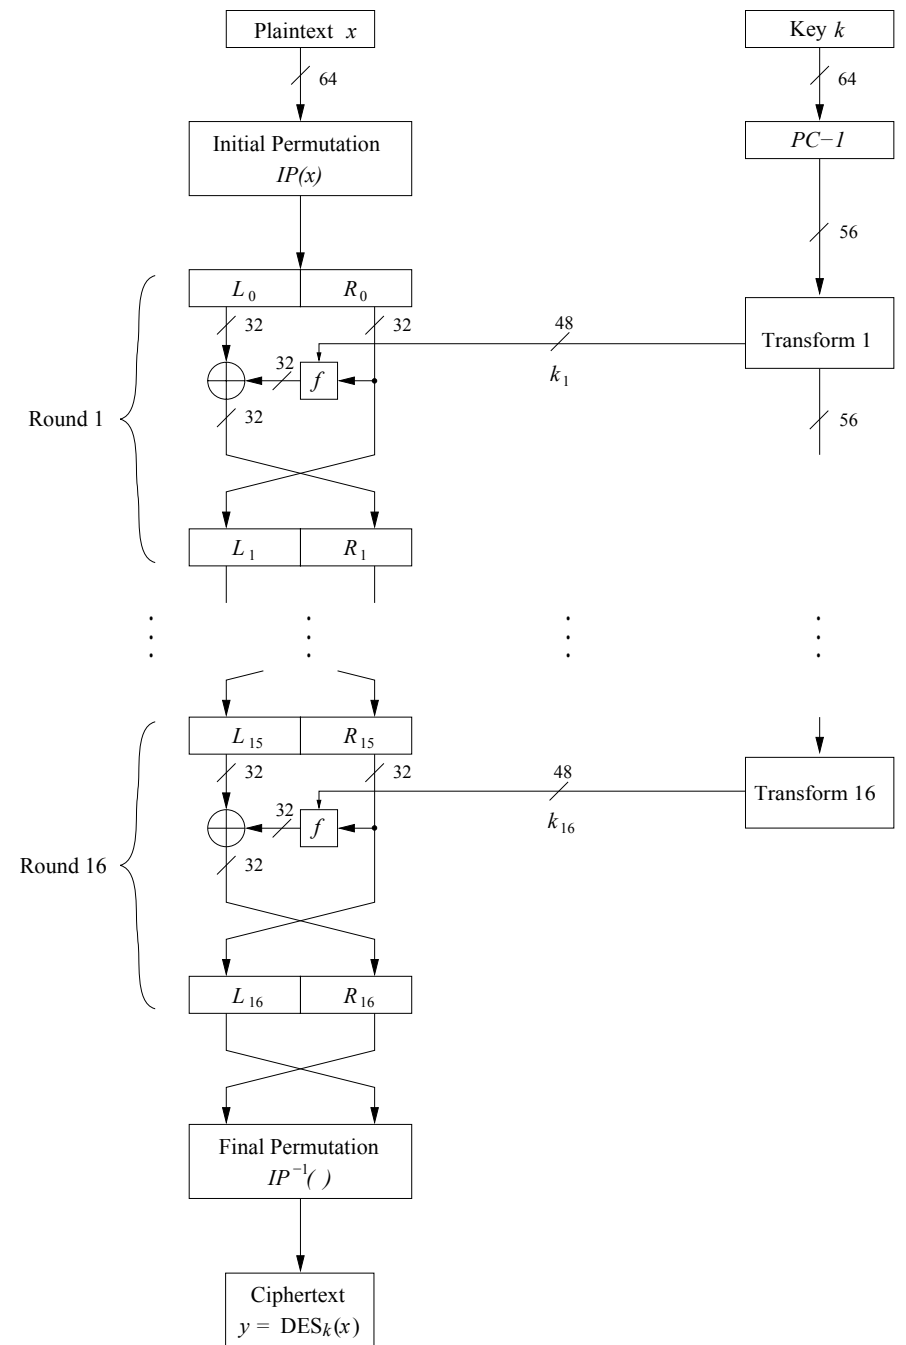 Plaintext x
Key k
64
64
Initial Permutation
IP(x)
PC−1
56
L0
R0
32
32
48
Transform 1
32
f
k1
32
56
Round 1
L1
R1
L15
R15
32
32
48
Transform 16
32
f
k16
32
Round 16
L16
R16
Final Permutation
IP−1( )
Ciphertext
y = DESk(x)